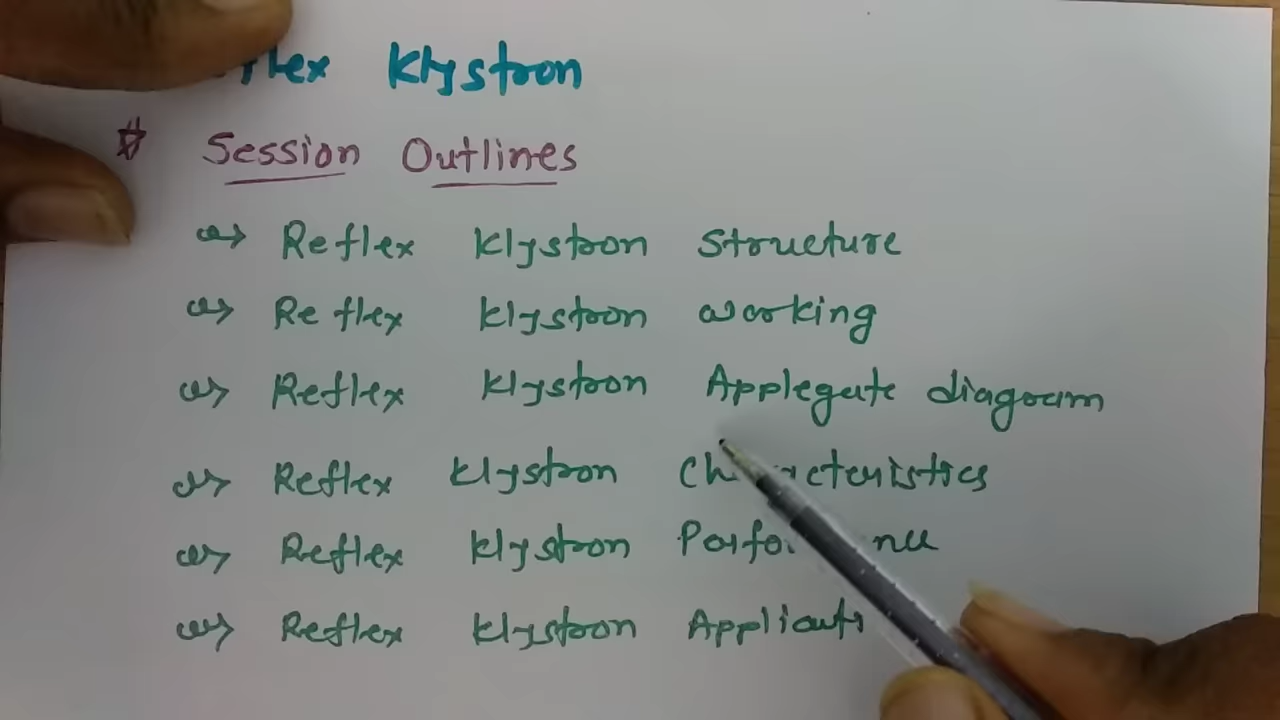 Klystron
Session Outlines
Reflex Klystron Structure
Reflex Klystron working
Reflex Klystron Applegate diagram
Reflex Klystron
Reflex Klystron
Reflex Klystron